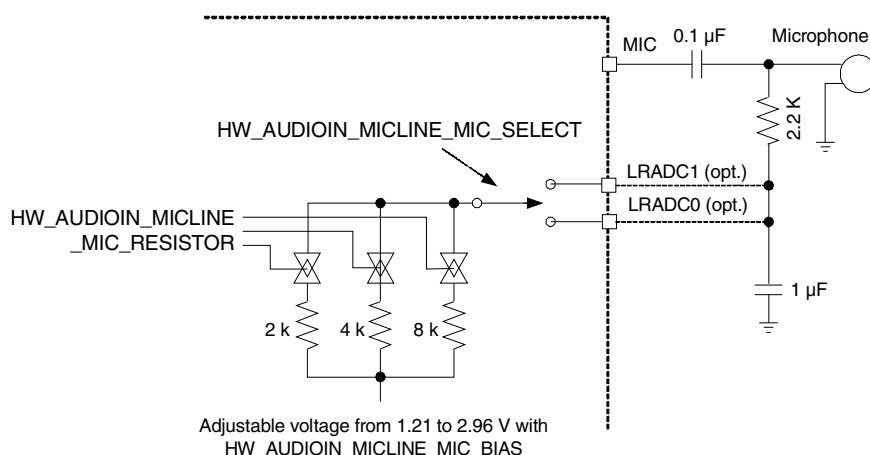 MIC
0.1 µF
Microphone
2.2 K
HW_AUDIOIN_MICLINE_MIC_SELECT
LRADC1 (opt.)
LRADC0 (opt.)
HW_AUDIOIN_MICLINE
_MIC_RESISTOR
2 k
4 k
8 k
1 µF
Adjustable voltage from 1.21 to 2.96 V with
HW_AUDIOIN_MICLINE_MIC_BIAS